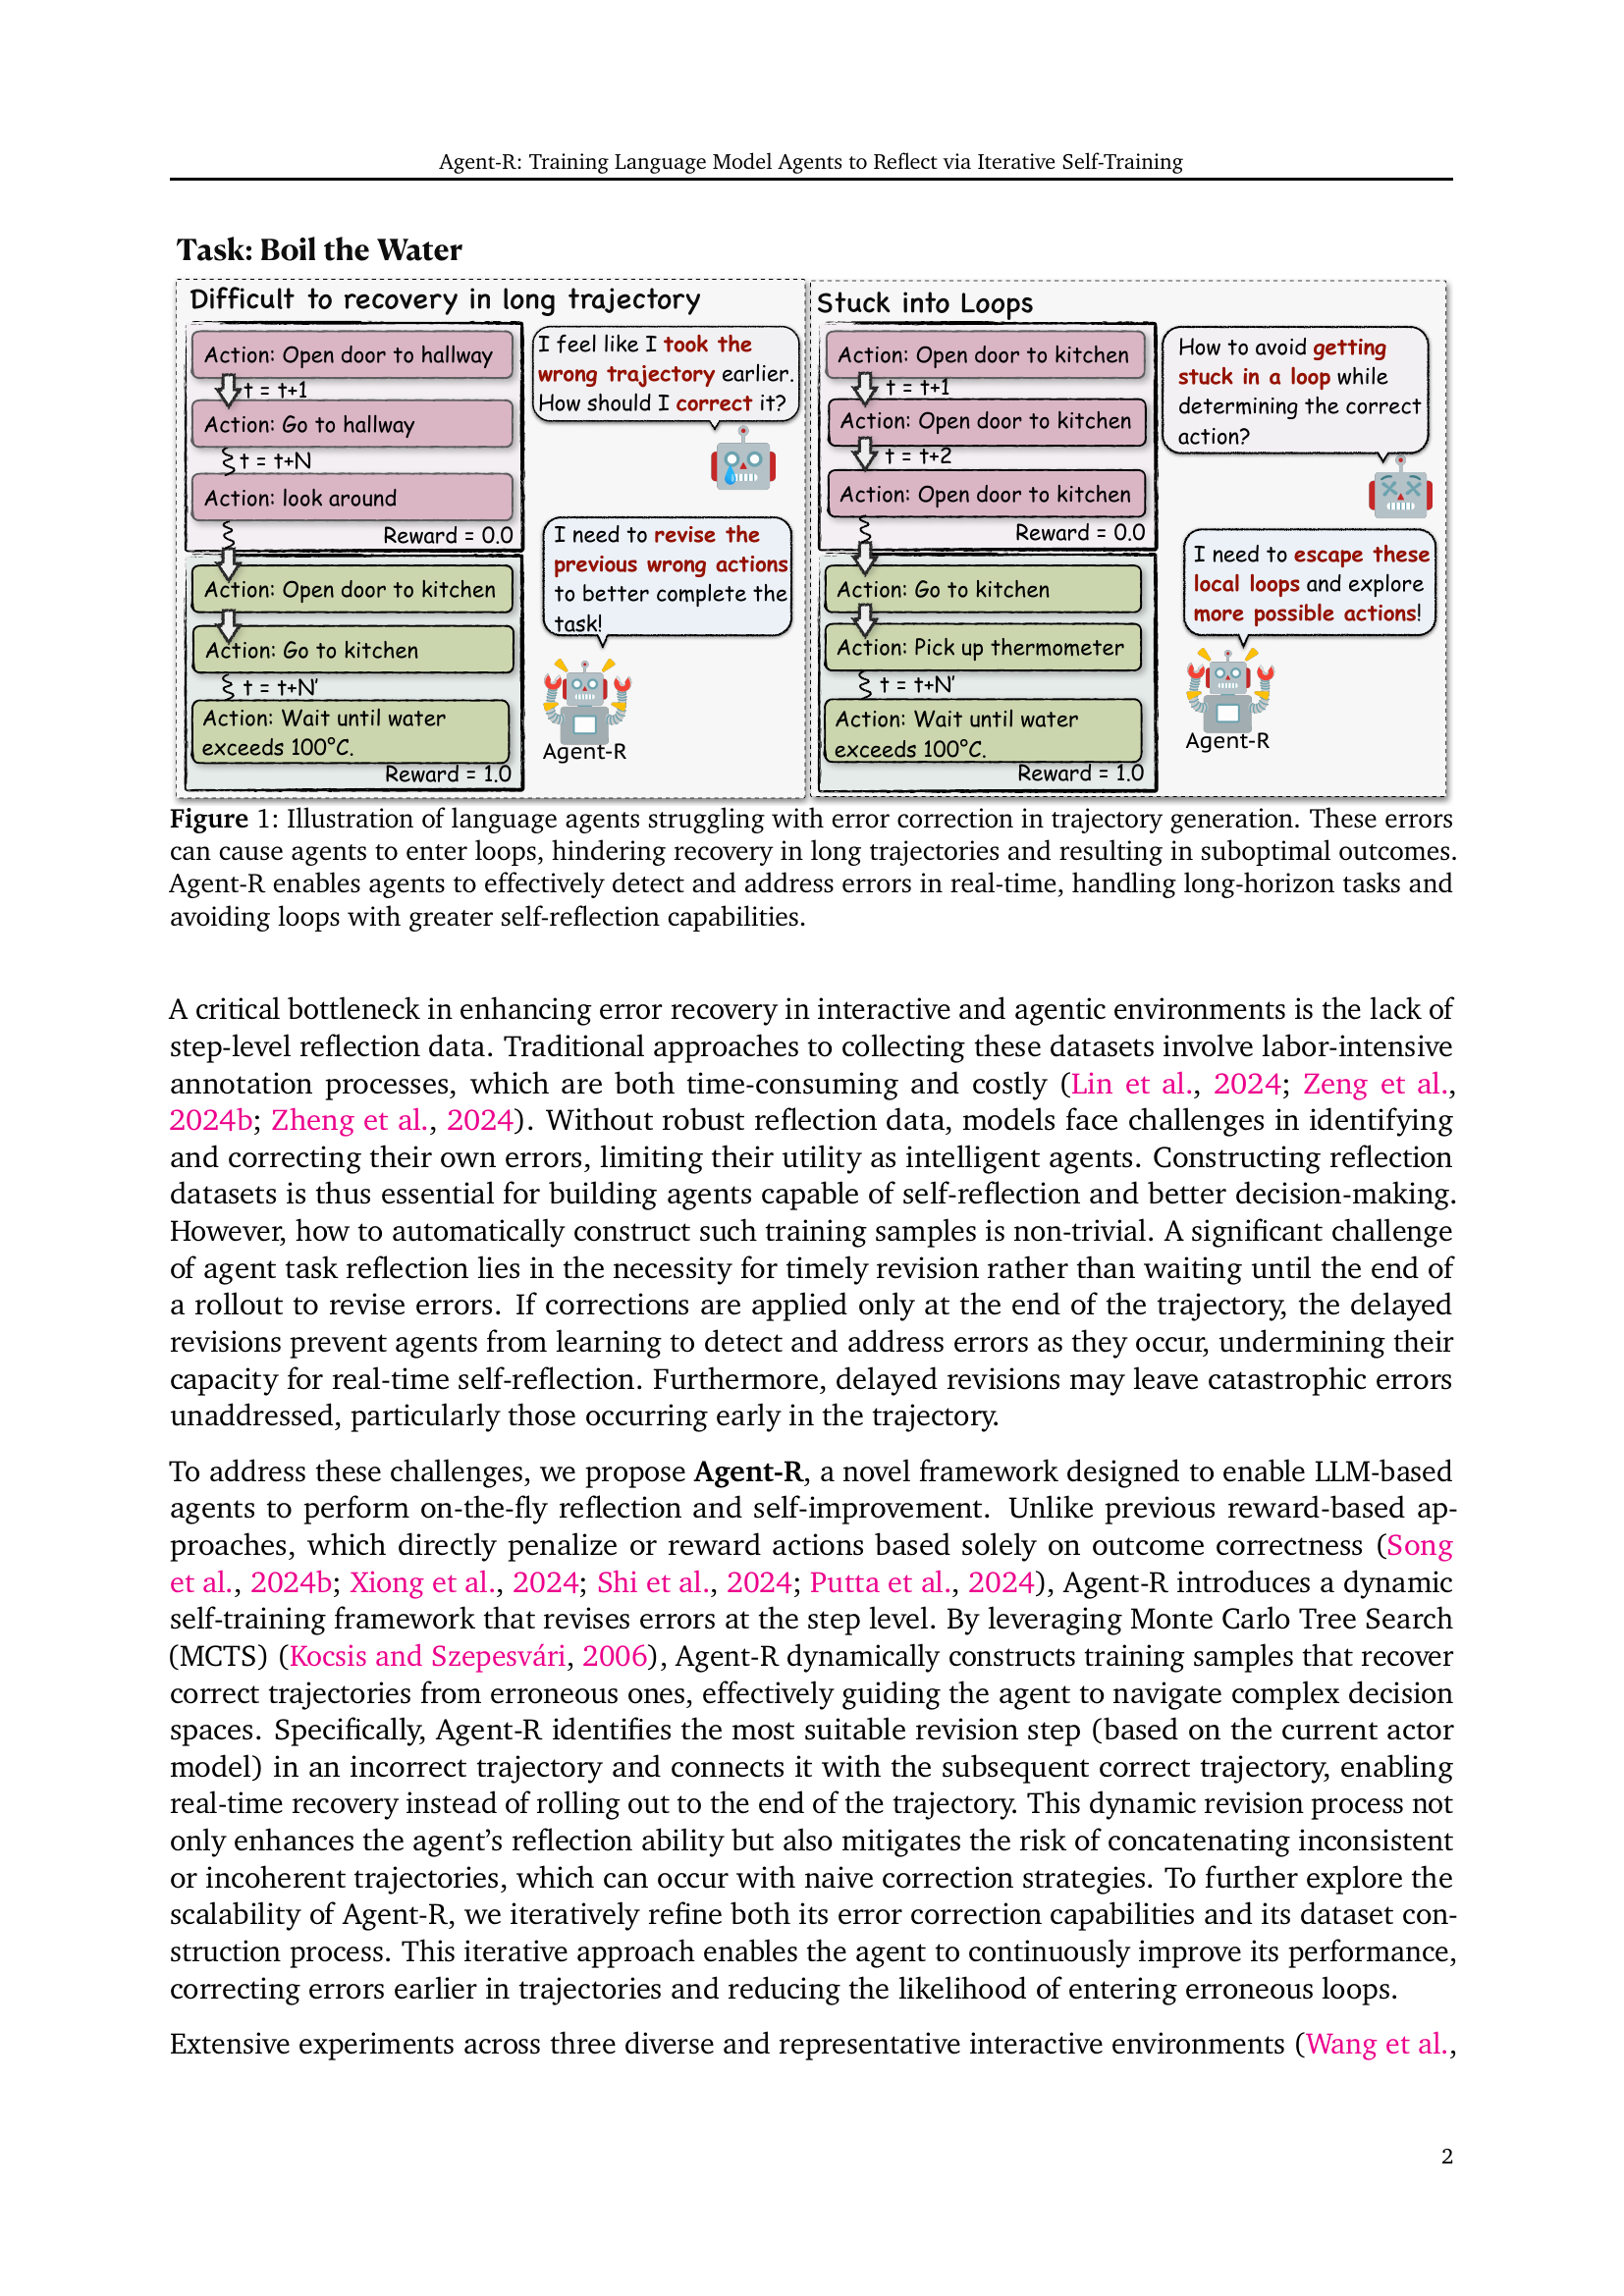 Agent-R: Training Language Model Agents to Reflect via Iterative Self-Training
Task: Boil the Water
Difficult to recovery in long trajectory
Action: Open door to hallway
t = t+1
Action: Go to hallway
t = t+N
Action: look around
Reward = 0.0
Action: Open door to kitchen
Action: Go to kitchen
t = t+N'
Action: Wait until water
exceeds 100°C.
Reward = 1.0
I feel like I took the
wrong trajectory earlier.
How should I correct it?
I need to revise the
previous wrong actions
to better complete the
task!
Agent-R
Stuck into Loops
Action: Open door to kitchen
t = t+1
Action: Open door to kitchen
t = t+2
Action: Open door to kitchen
Reward = 0.0
Action: Go to kitchen
Action: Pick up thermometer
t = t+N'
Action: Wait until water
exceeds 100°C.
Reward = 1.0
How to avoid getting
stuck in a loop while
determining the correct
action?
I need to escape these
local loops and explore
more possible actions!
Agent-R
Figure 1: Illustration of language agents struggling with error correction in trajectory generation. These errors
can cause agents to enter loops, hindering recovery in long trajectories and resulting in suboptimal outcomes.
Agent-R enables agents to effectively detect and address errors in real-time, handling long-horizon tasks and
avoiding loops with greater self-reflection capabilities.
A critical bottleneck in enhancing error recovery in interactive and agentic environments is the lack of
step-level reflection data. Traditional approaches to collecting these datasets involve labor-intensive
annotation processes, which are both time-consuming and costly (Lin et al., 2024; Zeng et al.,
2024b; Zheng et al., 2024). Without robust reflection data, models face challenges in identifying
and correcting their own errors, limiting their utility as intelligent agents. Constructing reflection
datasets is thus essential for building agents capable of self-reflection and better decision-making.
However, how to automatically construct such training samples is non-trivial. A significant challenge
of agent task reflection lies in the necessity for timely revision rather than waiting until the end of
a rollout to revise errors. If corrections are applied only at the end of the trajectory, the delayed
revisions prevent agents from learning to detect and address errors as they occur, undermining their
capacity for real-time self-reflection. Furthermore, delayed revisions may leave catastrophic errors
unaddressed, particularly those occurring early in the trajectory.
To address these challenges, we propose Agent-R, a novel framework designed to enable LLM-based
agents to perform on-the-fly reflection and self-improvement. Unlike previous reward-based ap-
proaches, which directly penalize or reward actions based solely on outcome correctness (Song
et al., 2024b; Xiong et al., 2024; Shi et al., 2024; Putta et al., 2024), Agent-R introduces a dynamic
self-training framework that revises errors at the step level. By leveraging Monte Carlo Tree Search
(MCTS) (Kocsis and Szepesvári, 2006), Agent-R dynamically constructs training samples that recover
correct trajectories from erroneous ones, effectively guiding the agent to navigate complex decision
spaces. Specifically, Agent-R identifies the most suitable revision step (based on the current actor
model) in an incorrect trajectory and connects it with the subsequent correct trajectory, enabling
real-time recovery instead of rolling out to the end of the trajectory. This dynamic revision process not
only enhances the agent's reflection ability but also mitigates the risk of concatenating inconsistent
or incoherent trajectories, which can occur with naive correction strategies. To further explore the
scalability of Agent-R, we iteratively refine both its error correction capabilities and its dataset con-
struction process. This iterative approach enables the agent to continuously improve its performance,
correcting errors earlier in trajectories and reducing the likelihood of entering erroneous loops.
Extensive experiments across three diverse and representative interactive environments (Wang et al.,
2